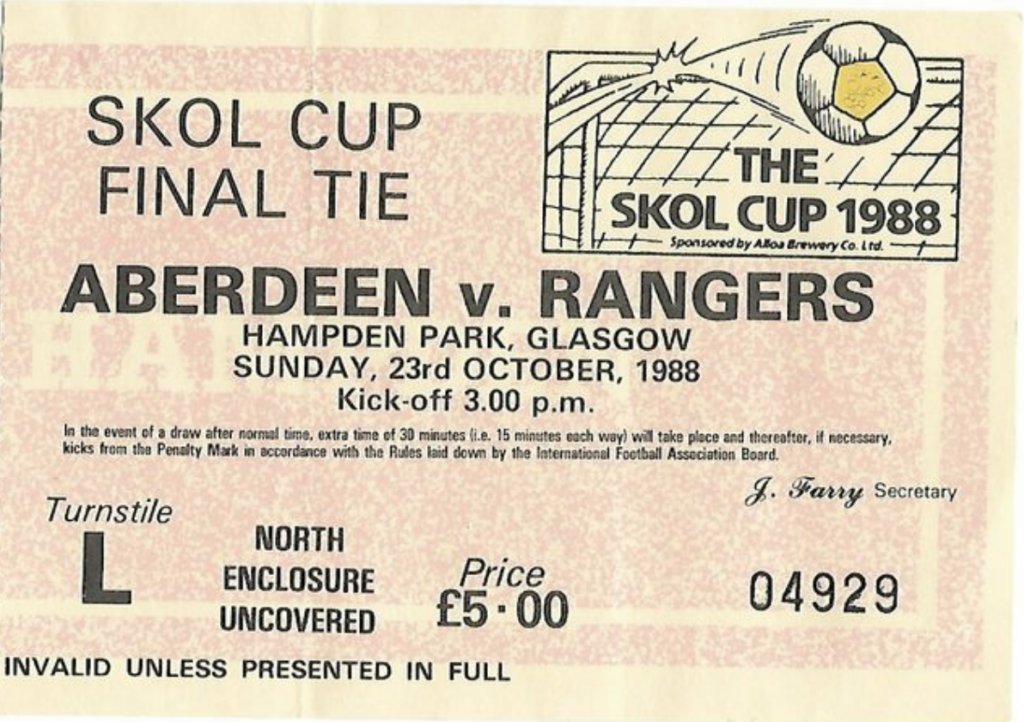 SKOL CUP
FINAL TIE
THE
SKOL CUP 1988
Sponsored by Alloa Brewery Co. Ltd.
ABERDEEN v. RANGERS
HAMPDEN PARK, GLASGOW
SUNDAY, 23rd OCTOBER, 1988
Kick-off 3.00 p.m.
In the event of a draw after normal time, extra time of 30 minutes (i.e. 15 minutes each way) will take place and thereafter, if necessary,
kicks from the Penalty Mark in accordance with the Rules laid down by the International Football Association Board.
J. Farry Secretary
Turnstile
L
NORTH
ENCLOSURE
UNCOVERED
Price
£5·00
04929
INVALID UNLESS PRESENTED IN FULL